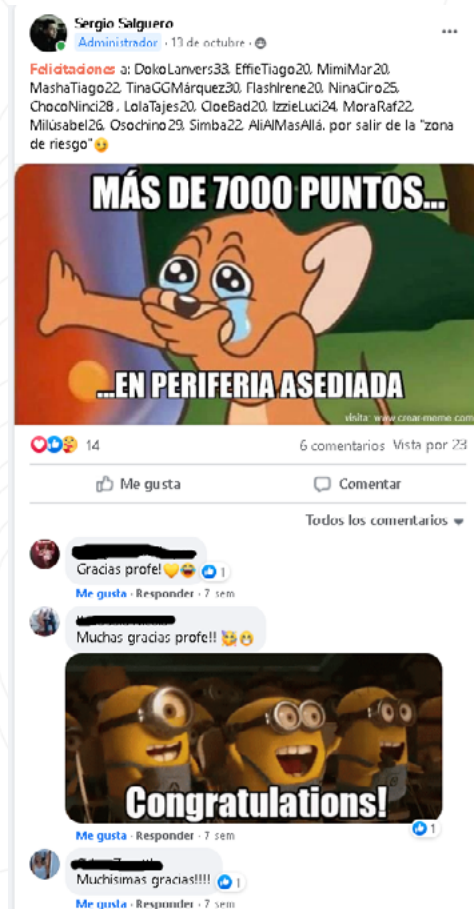 Sergio Salguero
Administrador · 13 de octubre ·
Felicitaciones a: DokoLanvers33, EffieTiago20, MimiMar20,
MashaTiago22, TinaGGMárquez30, FlashIrene20, NinaCiro25,
ChocoNinci28, LolaTajes20, CloeBad20, IzzieLuci24, MoraRaf22,
Milúsabel26, Osochino29, Simba22, AliAlMasAllá, por salir de la "zona
de riesgo"
MÁS DE 7000 PUNTOS...
...EN PERIFERIA ASEDIADA
visita: www.crear-meme.com
14 6 comentarios Vista por 23
Me gusta Comentar
Todos los comentarios
Gracias profe! 1
Me gusta · Responder · 7 sem
Muchas gracias profe!!
Congratulations!
1
Me gusta · Responder · 7 sem
Muchísimas gracias!!!! 1
Me gusta · Responder · 7 sem